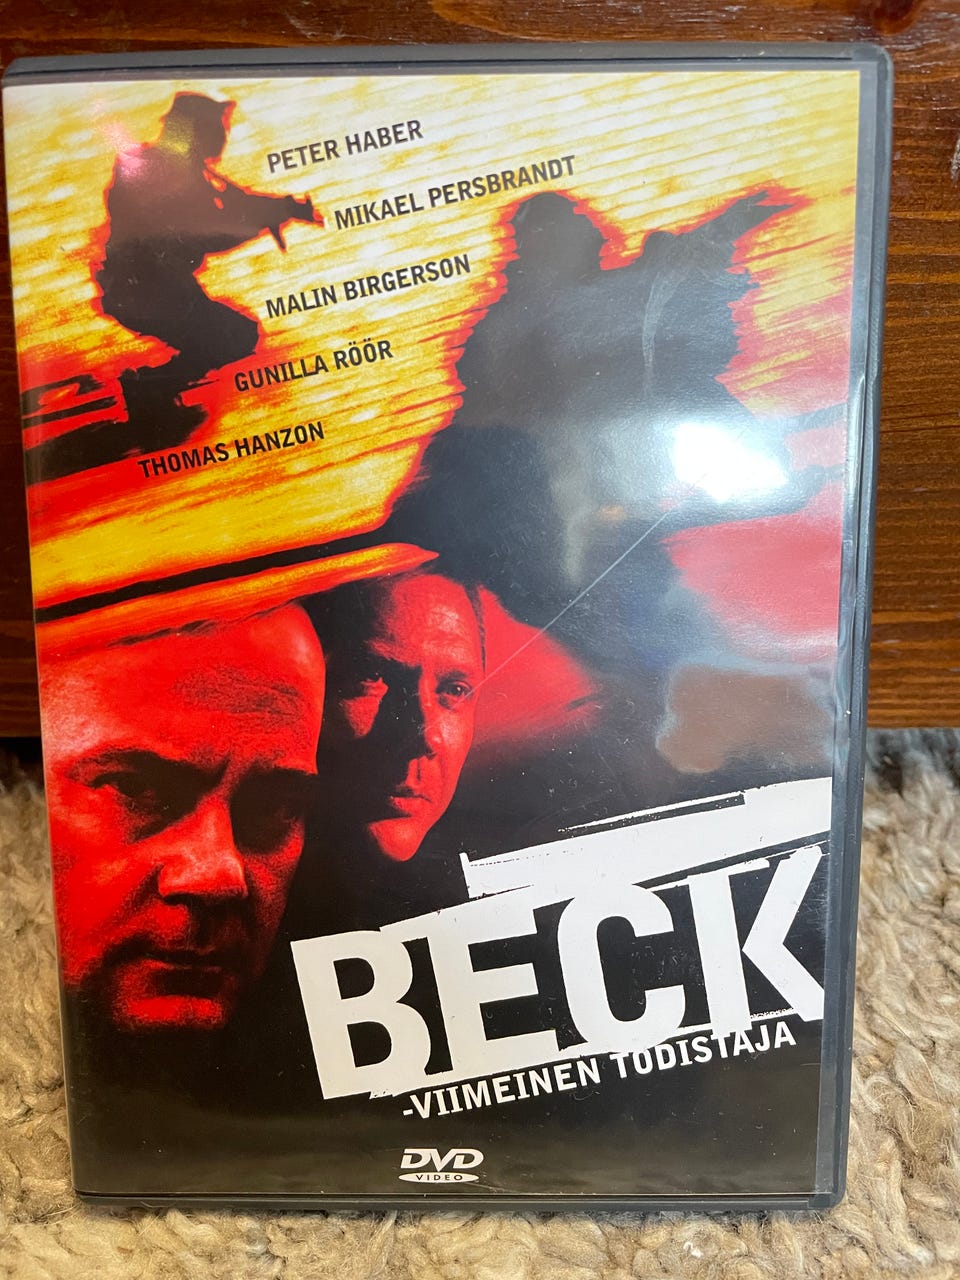 PETER HABER
MIKAEL PERSBRANDT
MALIN BIRGERSON
GUNILLA RÖÖR
THOMAS HANZON
BECK
-VIIMEINEN TODISTAJA
DVD
VIDEO